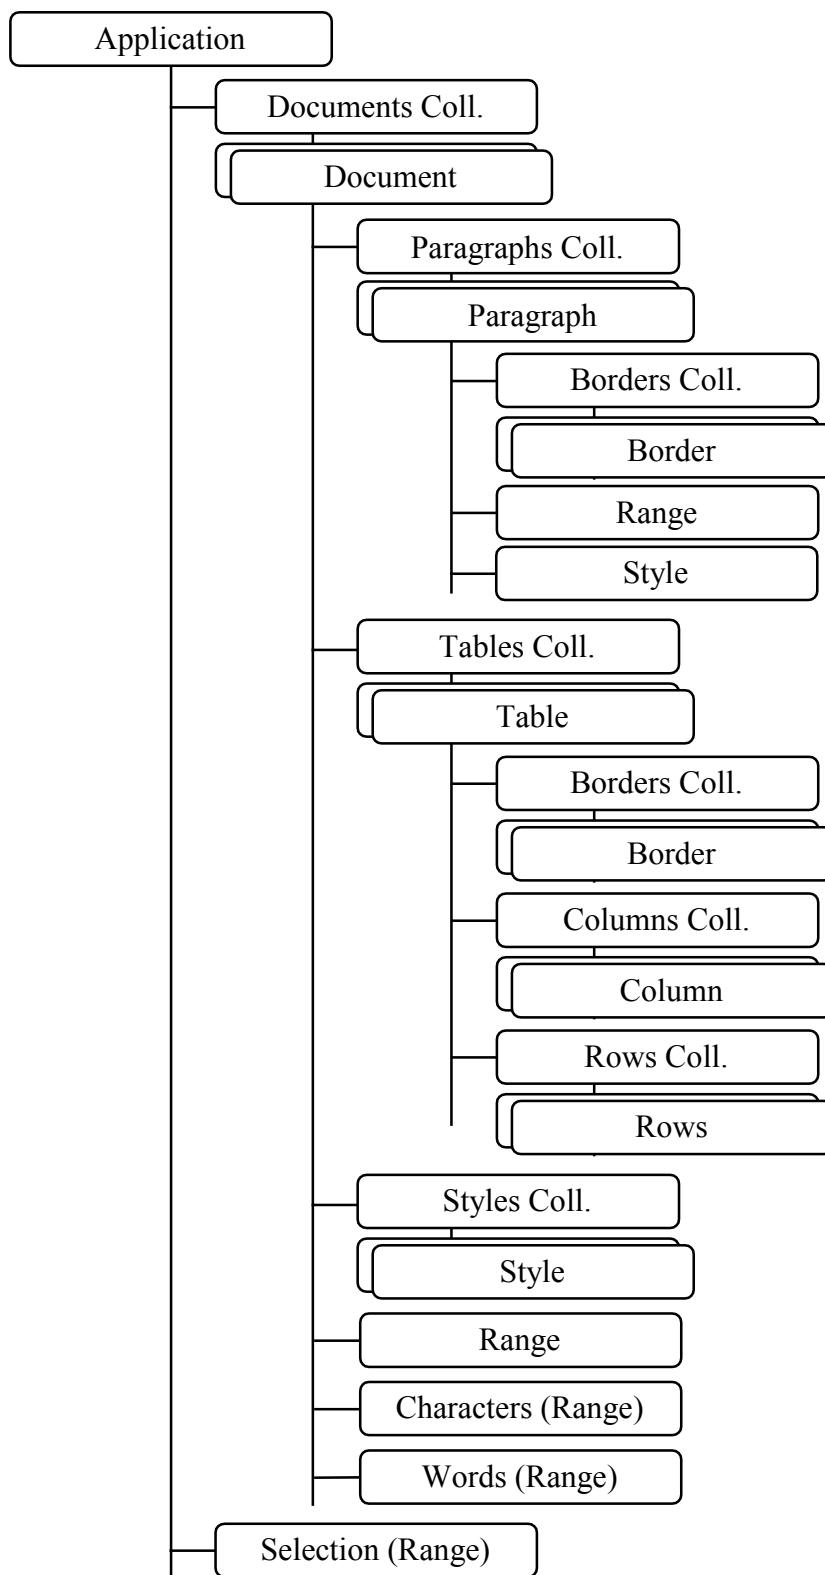 Application
Documents Coll.
Document
Paragraphs Coll.
Paragraph
Borders Coll.
Border
Range
Style
Tables Coll.
Table
Borders Coll.
Border
Columns Coll.
Column
Rows Coll.
Rows
Styles Coll.
Style
Range
Characters (Range)
Words (Range)
Selection (Range)